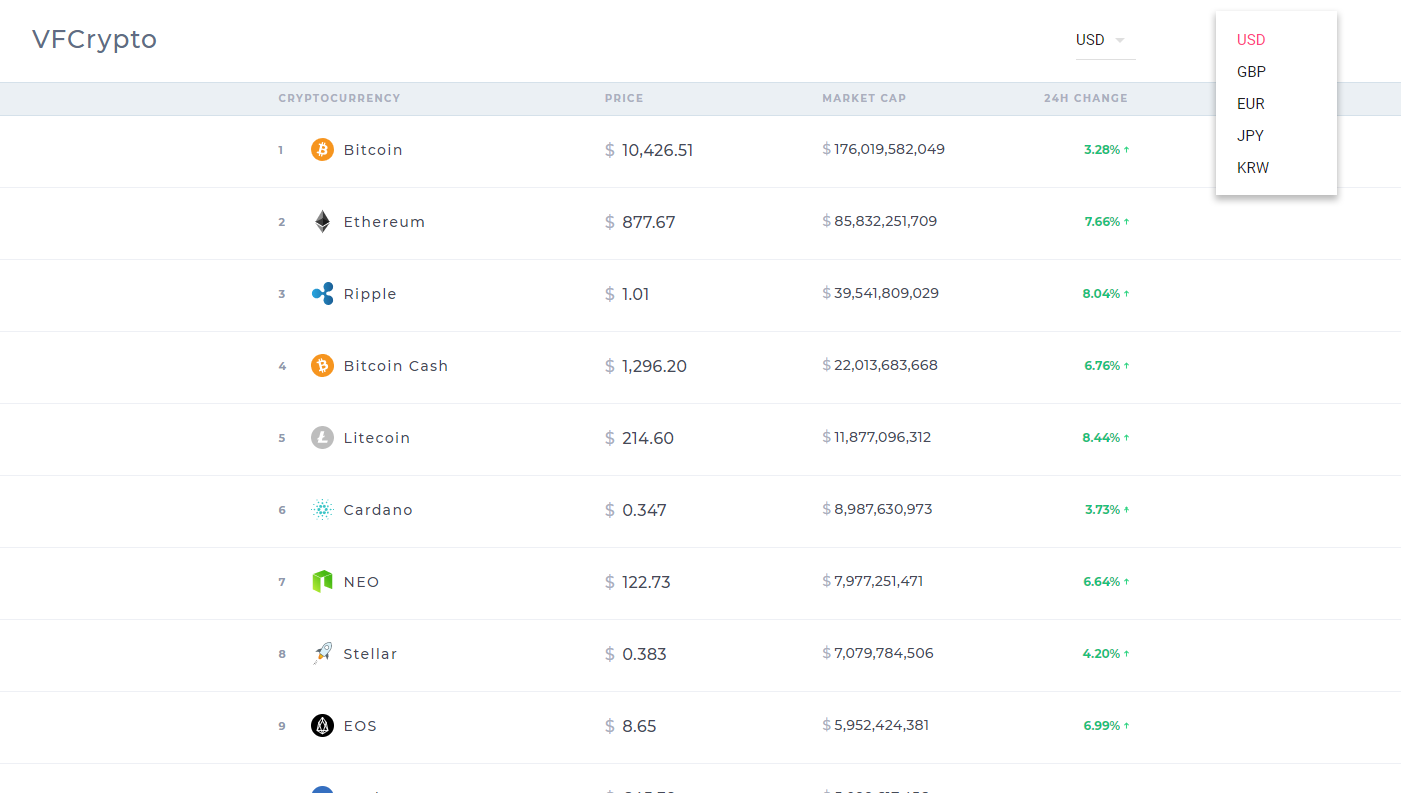 VFCrypto
USD
USD
GBP
EUR
JPY
KRW
CRYPTOCURRENCY PRICE MARKET CAP 24H CHANGE
1 Bitcoin $ 10,426.51 $ 176,019,582,049 3.28% ↑
2 Ethereum $ 877.67 $ 85,832,251,709 7.66% ↑
3 Ripple $ 1.01 $ 39,541,809,029 8.04% ↑
4 Bitcoin Cash $ 1,296.20 $ 22,013,683,668 6.76% ↑
5 Litecoin $ 214.60 $ 11,877,096,312 8.44% ↑
6 Cardano $ 0.347 $ 8,987,630,973 3.73% ↑
7 NEO $ 122.73 $ 7,977,251,471 6.64% ↑
8 Stellar $ 0.383 $ 7,079,784,506 4.20% ↑
9 EOS $ 8.65 $ 5,952,424,381 6.99% ↑